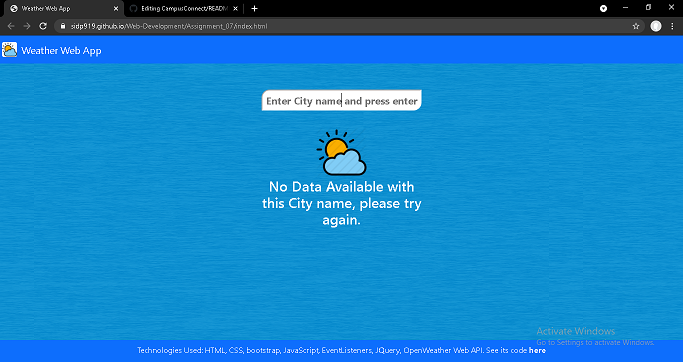 Weather Web App
Editing CampusConnect/READM
sidp919.github.io/Web-Development/Assignment_07/index.html
Weather Web App
Enter City name and press enter
No Data Available with
this City name, please try
again.
Activate Windows
Go to Settings to activate Windows.
Technologies Used: HTML, CSS, bootstrap, JavaScript, EventListeners, JQuery, OpenWeather Web API. See its code here